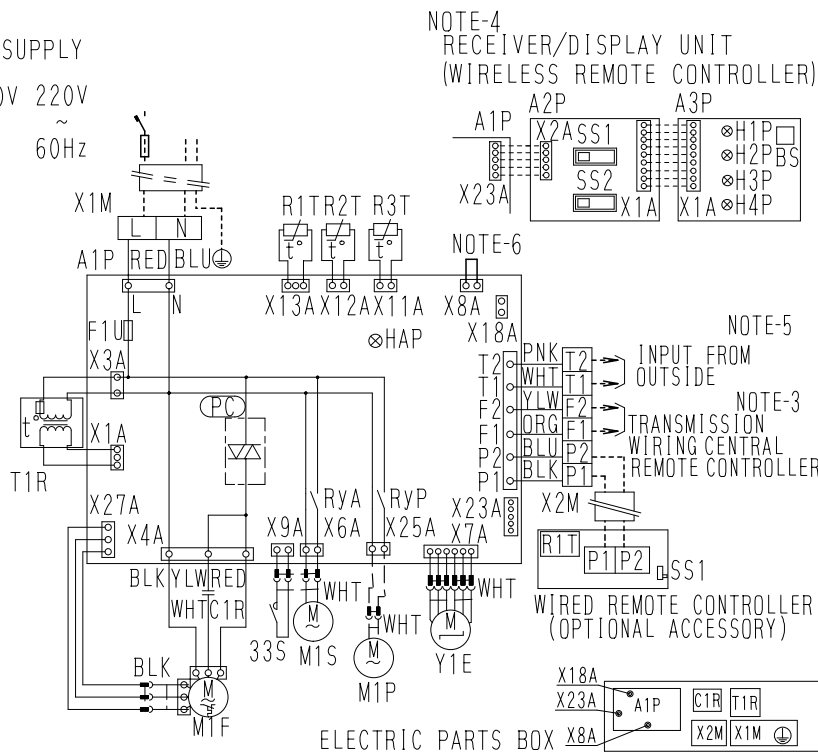 NOTE-4
SUPPLY
RECEIVER/DISPLAY UNIT
(WIRELESS REMOTE CONTROLLER)
0V 220V
~
60Hz
A1P
A2P
A3P
X2A
SS1
SS2
X23A
X1A
X1A
H1P
H2P
H3P
H4P
BS
X1M
L
N
R1T
R2T
R3T
t°
t°
t°
NOTE-6
A1P
RED
BLU
X13A
X12A
X11A
X8A
L
N
X18A
F1U
HAP
NOTE-5
X3A
T2
PNK
T2
INPUT FROM
OUTSIDE
T1
WHT
T1
F2
YLW
F2
NOTE-3
F1
ORG
F1
TRANSMISSION
WIRING CENTRAL
REMOTE CONTROLLER
P2
BLU
P2
P1
BLK
P1
PC
t°
X1A
T1R
X27A
X4A
X9A
RyA
X6A
RyP
X25A
X23A
X7A
X2M
R1T
P1
P2
SS1
BLK
YLW
RED
WHT
C1R
WHT
WHT
WHT
33S
M
~
M1S
M
~
M1P
M
Y1E
WIRED REMOTE CONTROLLER
(OPTIONAL ACCESSORY)
BLK
M
~
M1F
X18A
X23A
X8A
A1P
C1R
T1R
X2M
X1M
ELECTRIC PARTS BOX